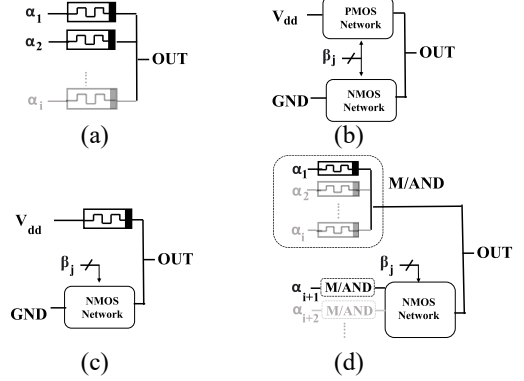 α1
α2
OUT
αi
(a)
Vdd
PMOS
Network
βj
OUT
GND
NMOS
Network
(b)
Vdd
OUT
βj
GND
NMOS
Network
(c)
α1
M/AND
α2
αi
OUT
βj
αi+1 M/AND
αi+2 M/AND
NMOS
Network
(d)